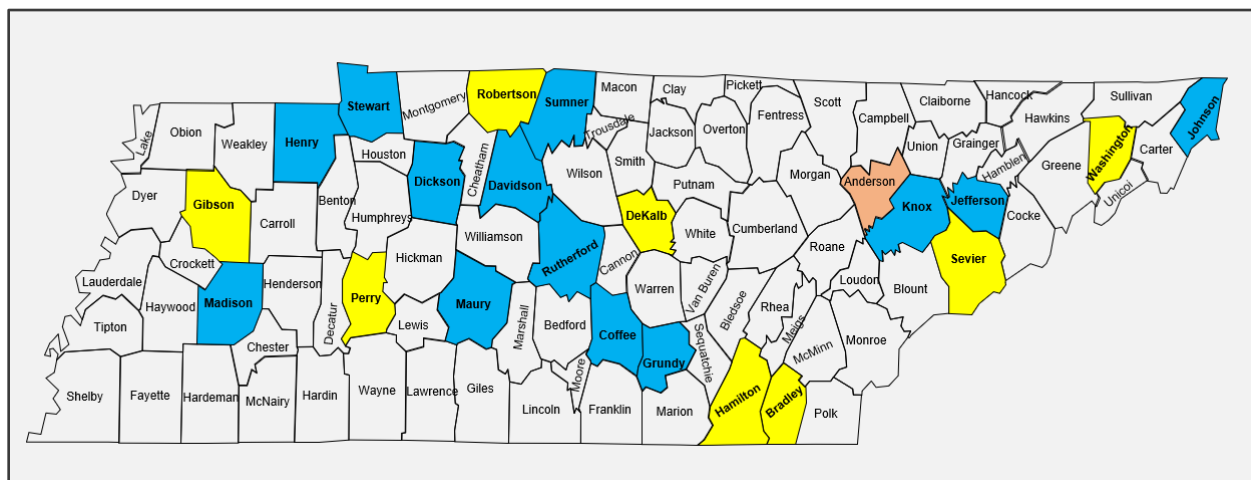 Lake
Obion
Weakley
Henry
Stewart
Montgomery
Robertson
Sumner
Macon
Clay
Pickett
Scott
Campbell
Claiborne
Hancock
Hawkins
Sullivan
Johnson
Trousdale
Jackson
Overton
Fentress
Union
Grainger
Hamblen
Greene
Washington
Carter
Unicoi
Dyer
Gibson
Carroll
Benton
Houston
Humphreys
Dickson
Cheatham
Davidson
Wilson
Smith
Putnam
Morgan
Anderson
Knox
Jefferson
Cocke
Sevier
Lauderdale
Crockett
Haywood
Madison
Henderson
Decatur
Perry
Hickman
Williamson
Rutherford
Cannon
DeKalb
White
Cumberland
Roane
Loudon
Blount
Tipton
Chester
Lewis
Maury
Marshall
Bedford
Coffee
Warren
Van Buren
Grundy
Sequatchie
Bledsoe
Rhea
Meigs
McMinn
Monroe
Shelby
Fayette
Hardeman
McNairy
Hardin
Wayne
Lawrence
Giles
Lincoln
Moore
Franklin
Marion
Hamilton
Bradley
Polk